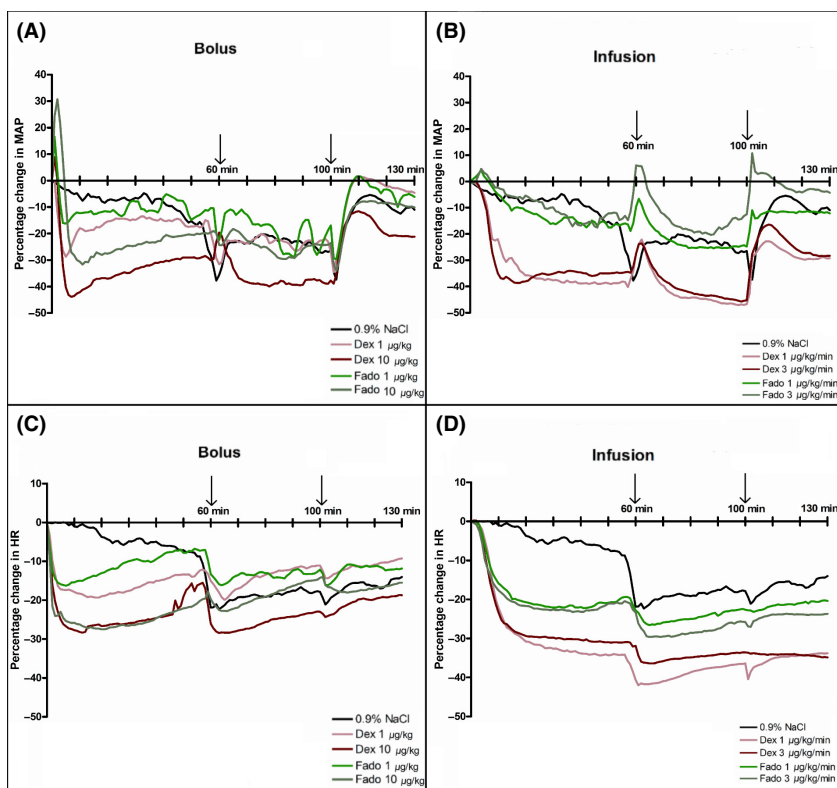 (A)
Bolus
Percentage change in MAP
40
30
20
10
0
−10
−20
−30
−40
−50
60 min
100 min
130 min
0.9% NaCl
Dex 1 µg/kg
Dex 10 µg/kg
Fado 1 µg/kg
Fado 10 µg/kg
(B)
Infusion
Percentage change in MAP
40
30
20
10
0
−10
−20
−30
−40
−50
60 min
100 min
130 min
0.9% NaCl
Dex 1 µg/kg/min
Dex 3 µg/kg/min
Fado 1 µg/kg/min
Fado 3 µg/kg/min
(C)
Bolus
Percentage change in HR
10
0
−10
−20
−30
−40
−50
60 min
100 min
130 min
0.9% NaCl
Dex 1 µg/kg
Dex 10 µg/kg
Fado 1 µg/kg
Fado 10 µg/kg
(D)
Infusion
Percentage change in HR
10
0
−10
−20
−30
−40
−50
60 min
100 min
130 min
0.9% NaCl
Dex 1 µg/kg/min
Dex 3 µg/kg/min
Fado 1 µg/kg/min
Fado 3 µg/kg/min